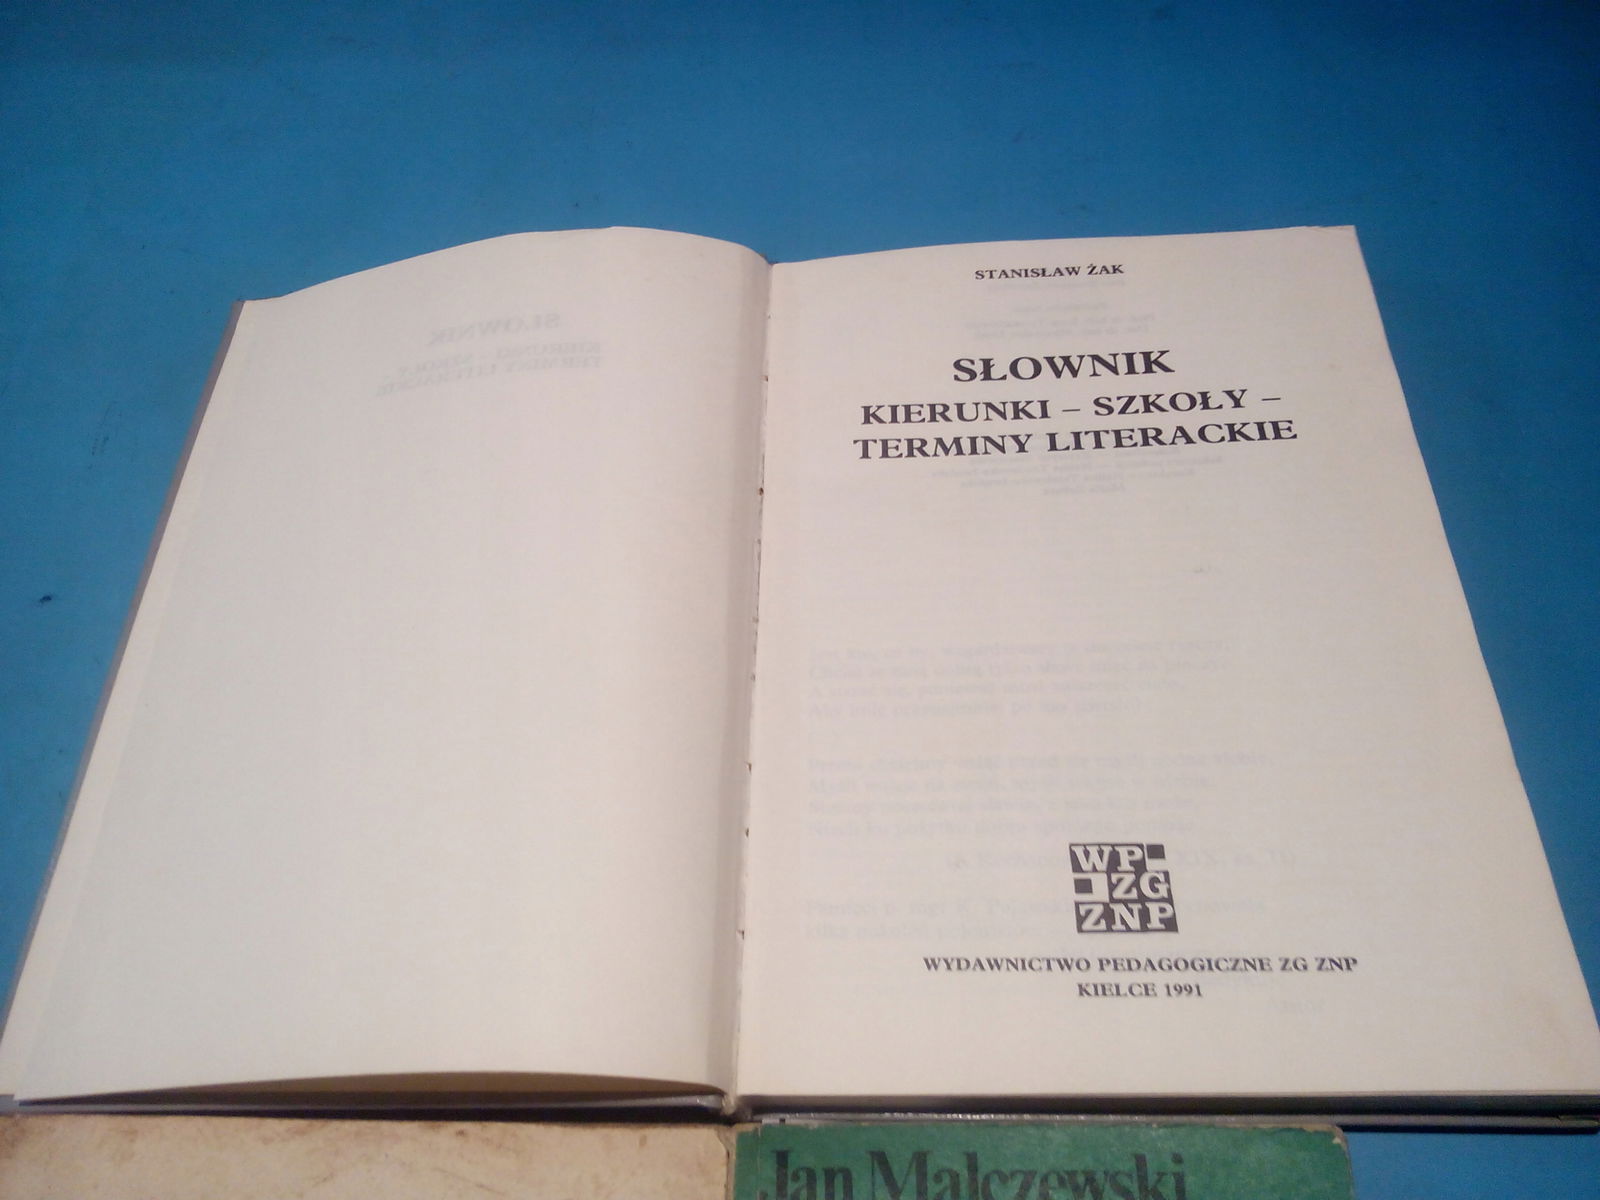 STANISŁAW ŻAK
SŁOWNIK
KIERUNKI – SZKOŁY –
TERMINY LITERACKIE
WP
ZG
ZNP
WYDAWNICTWO PEDAGOGICZNE ZG ZNP
KIELCE 1991
Jan Malczewski